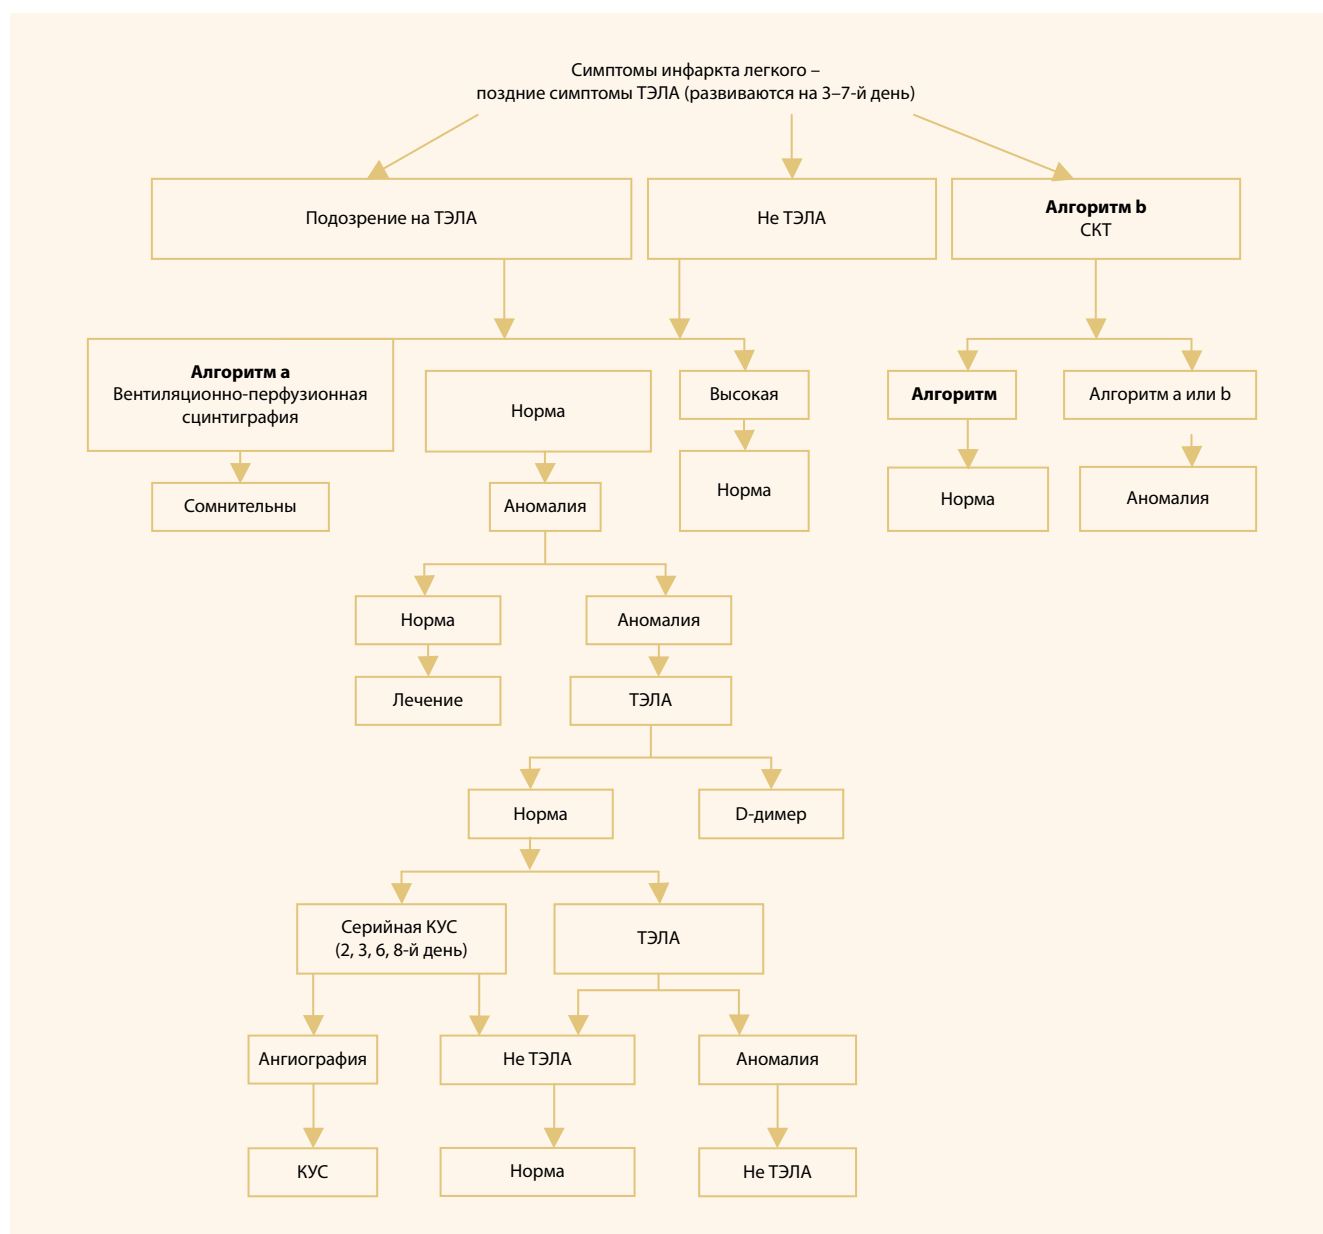 Симптомы инфаркта легкого –
поздние симптомы ТЭЛА (развиваются на 3–7-й день)
Подозрение на ТЭЛА
Не ТЭЛА
Алгоритм b
СКТ
Алгоритм a
Вентиляционно-перфузионная
сцинтиграфия
Норма
Высокая
Алгоритм
Алгоритм a или b
Сомнительны
Аномалия
Норма
Норма
Аномалия
Норма
Аномалия
Лечение
ТЭЛА
Норма
D-димер
Серийная КУС
(2, 3, 6, 8-й день)
ТЭЛА
Ангиография
Не ТЭЛА
Аномалия
КУС
Норма
Не ТЭЛА